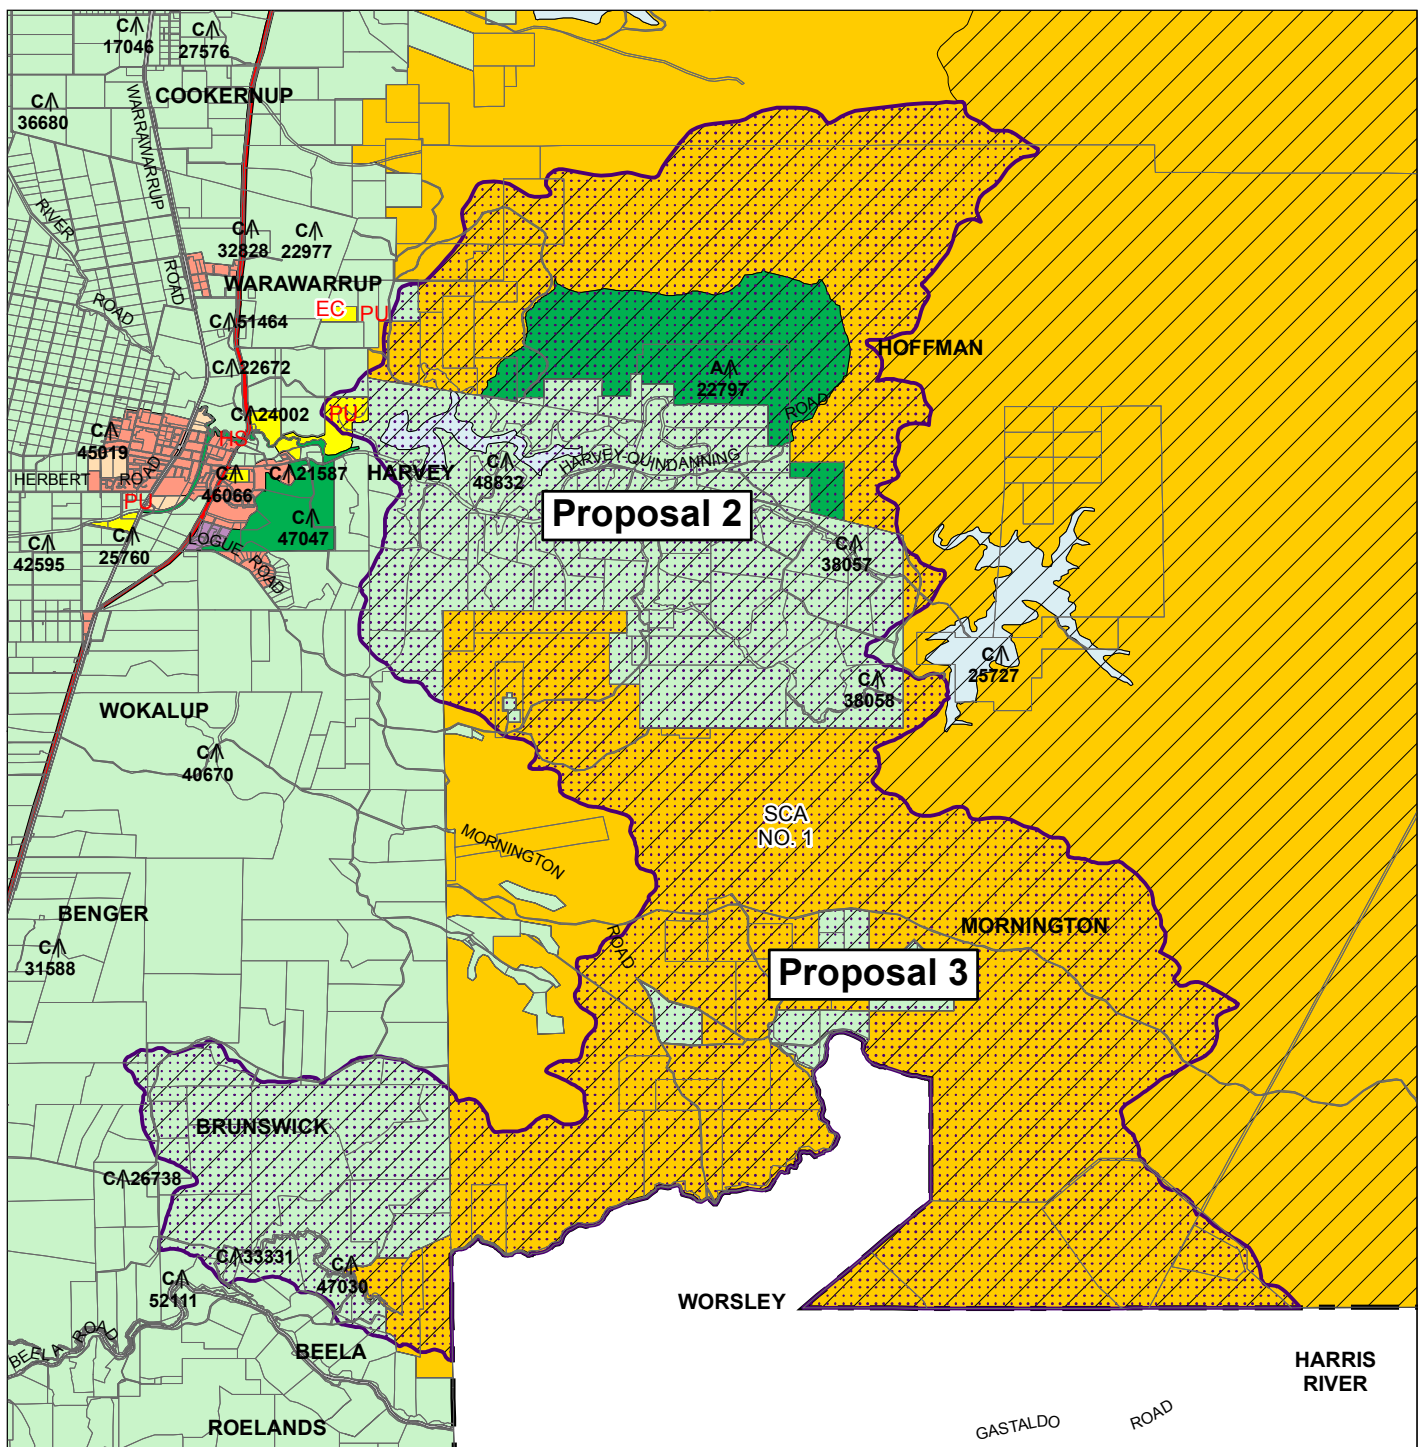 C
17046
C
27576
COOKERNUP
C
36680
WARRAWARRUP
ROAD
RIVER
ROAD
C
32828
C
22977
WARAWARRUP
EC
PU
C 51464
C 22672
HOFFMAN
A
22797
ROAD
PU
C 24002
HS
C
45019
HARVEY
C
48832
HARVEY-QUINDANNING
HERBERT ROAD
C
46066
C 21587
PU
Proposal 2
C
47047
C
42595
C
25760
LOGUE ROAD
C
38057
C
25727
C
38058
WOKALUP
C
40670
SCA
NO. 1
MORNINGTON
ROAD
BENGER
MORNINGTON
C
31588
Proposal 3
BRUNSWICK
C 26738
C 33331
C
47030
C
52111
WORSLEY
BEELA ROAD
BEELA
HARRIS
RIVER
ROELANDS
GASTALDO ROAD